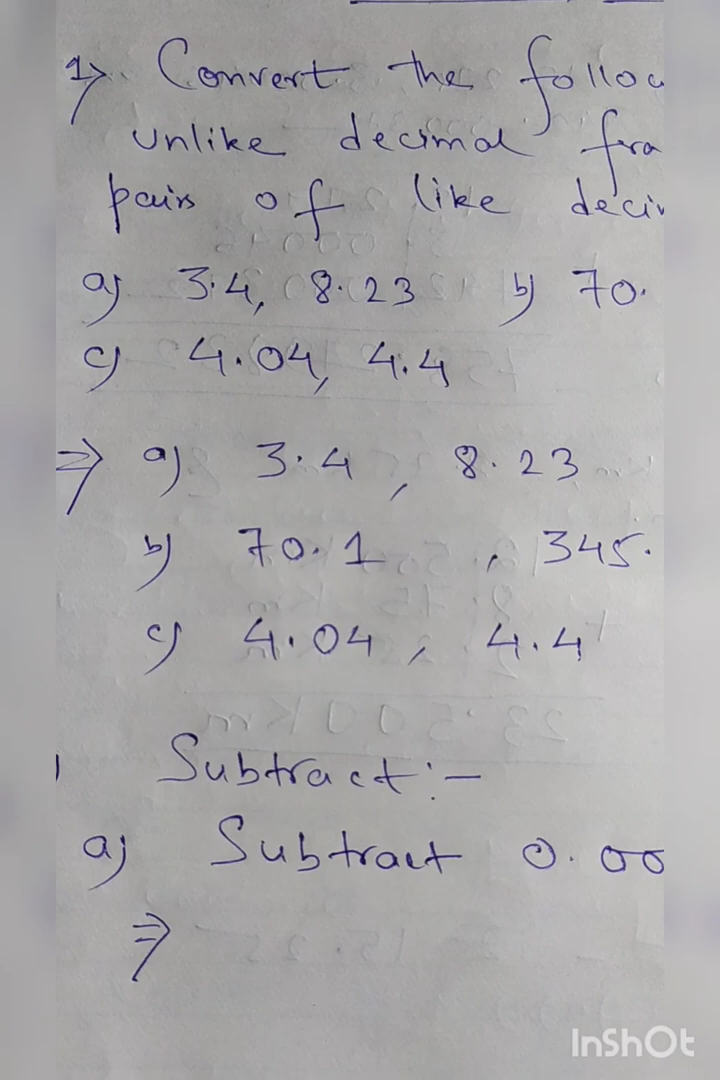 1) Convert the follow
unlike decimal fra
pairs of like deci
a) 3.4, 8.23 b) 70.
c) 4.04, 4.4
⇒ a) 3.4, 8.23
b) 70.1, 345.
c) 4.04, 4.4
Subtract :-
a) Subtract 0.00
⇒
InShOt